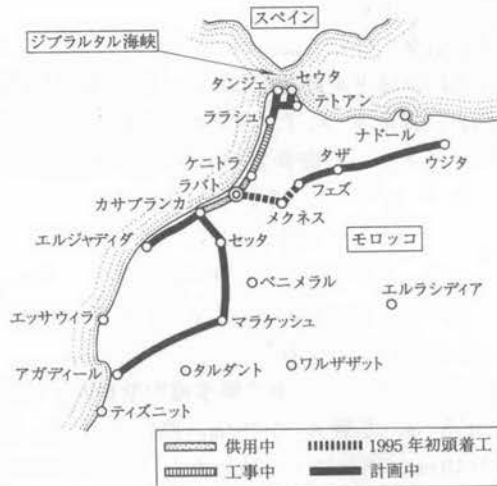 スペイン
ジブラルタル海峡
タンジェ
セウタ
テトアン
ララシュ
ナドール
ケニトラ
タザ
ウジダ
ラバト
フェズ
カサブランカ
メクネス
エルジャディダ
セッタ
モロッコ
ベニメラル
エルラシディア
エッサウィラ
マラケッシュ
アガディール
タルダント
ワルザザット
ティズニット
供用中
1995年初頭着工
工事中
計画中